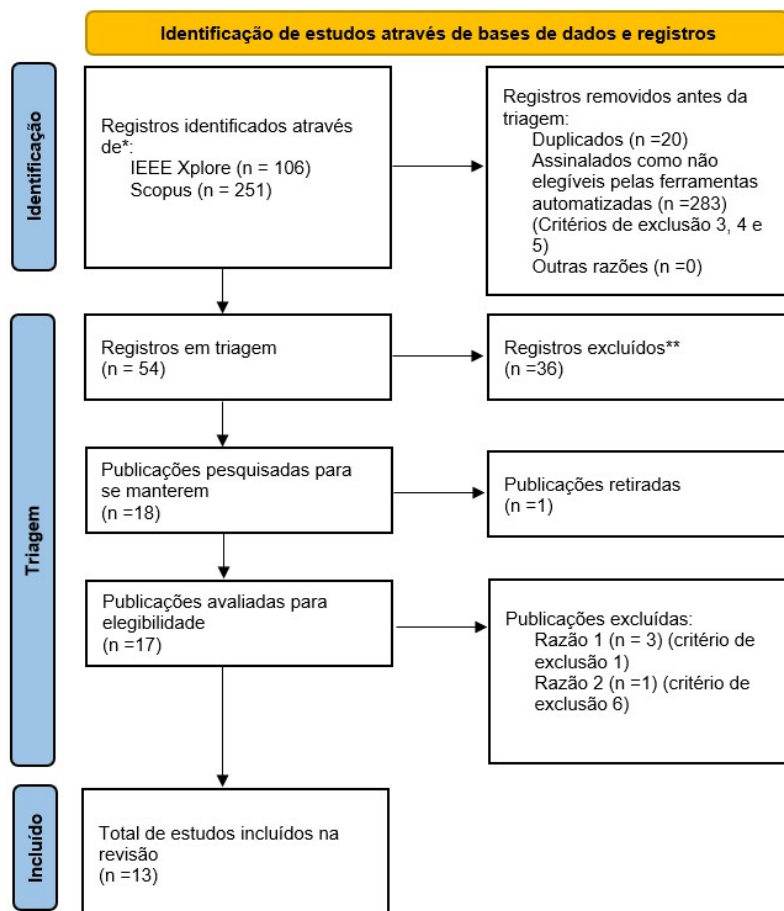 Identificação de estudos através de bases de dados e registros
Identificação
Registros identificados através
de*:
IEEE Xplore (n = 106)
Scopus (n = 251)
Registros removidos antes da
triagem:
Duplicados (n =20)
Assinalados como não
elegíveis pelas ferramentas
automatizadas (n =283)
(Critérios de exclusão 3, 4 e
5)
Outras razões (n =0)
Triagem
Registros em triagem
(n = 54)
Registros excluídos**
(n =36)
Publicações pesquisadas para
se manterem
(n =18)
Publicações retiradas
(n =1)
Publicações avaliadas para
elegibilidade
(n =17)
Publicações excluídas:
Razão 1 (n = 3) (critério de
exclusão 1)
Razão 2 (n =1) (critério de
exclusão 6)
Incluído
Total de estudos incluídos na
revisão
(n =13)